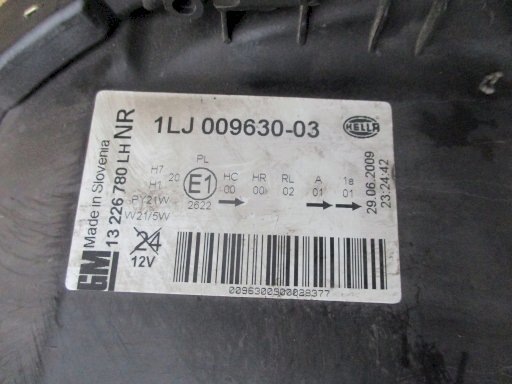 1LJ 009630-03
HELLA
GM
Made in Slovenia
13 226 780 LH NR
H7
H1
PY21W
W21/5W
20
PL
E1
2622
HC
00
HR
00
RL
02
A
01
1a
01
24
12V
29.06.2009
23:24:42